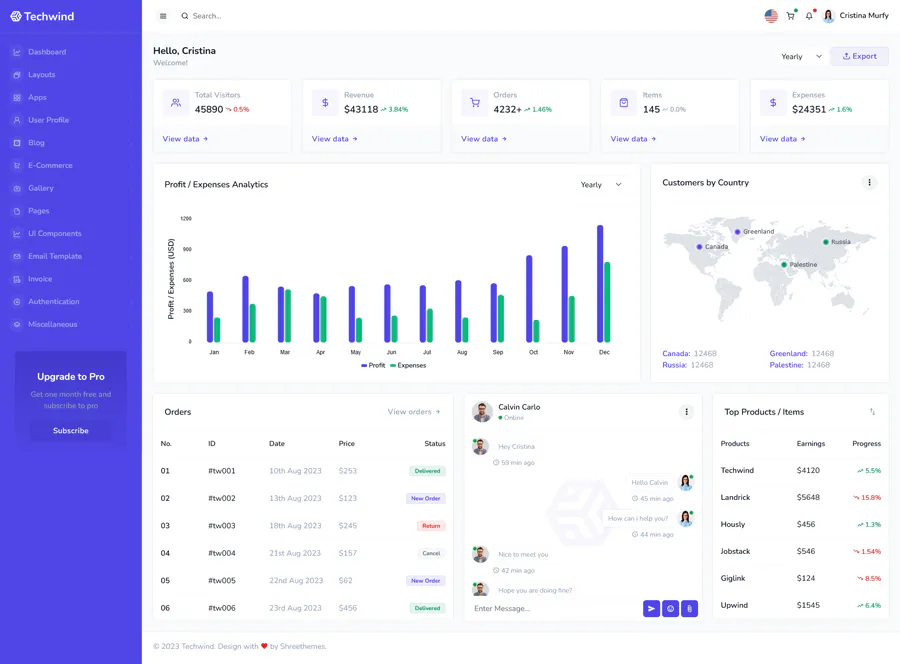 Techwind
Search...
Cristina Murfy
Dashboard
Layouts
Apps
User Profile
Blog
E-Commerce
Gallery
Pages
UI Components
Email Template
Invoice
Authentication
Miscellaneous
Upgrade to Pro
Get one month free and
subscribe to pro
Subscribe
Hello, Cristina
Welcome!
Yearly
Export
Total Visitors
45890 0.5%
View data
Revenue
$43118 3.84%
View data
Orders
4232+ 1.46%
View data
Items
145 0.0%
View data
Expenses
$24351 1.6%
View data
Profit / Expenses Analytics
Yearly
Profit / Expenses (USD)
1200
900
600
300
0
Jan Feb Mar Apr May Jun Jul Aug Sep Oct Nov Dec
Profit Expenses
Customers by Country
Greenland
Canada
Russia
Palestine
Canada: 12468 Greenland: 12468
Russia: 12468 Palestine: 12468
Orders
View orders
No. ID Date Price Status
01 #tw001 10th Aug 2023 $253 Delivered
02 #tw002 13th Aug 2023 $123 New Order
03 #tw003 18th Aug 2023 $245 Return
04 #tw004 21st Aug 2023 $157 Cancel
05 #tw005 22nd Aug 2023 $62 New Order
06 #tw006 23rd Aug 2023 $456 Delivered
Calvin Carlo
Online
Hey Cristina
59 min ago
Hello Calvin
45 min ago
How can i help you?
44 min ago
Nice to meet you
42 min ago
Hope you are doing fine?
Enter Message...
Top Products / Items
Products Earnings Progress
Techwind $4120 5.5%
Landrick $5648 15.8%
Hously $456 1.3%
Jobstack $546 1.54%
Giglink $124 8.5%
Upwind $1545 6.4%
© 2023 Techwind. Design with ❤ by Shreethemes.